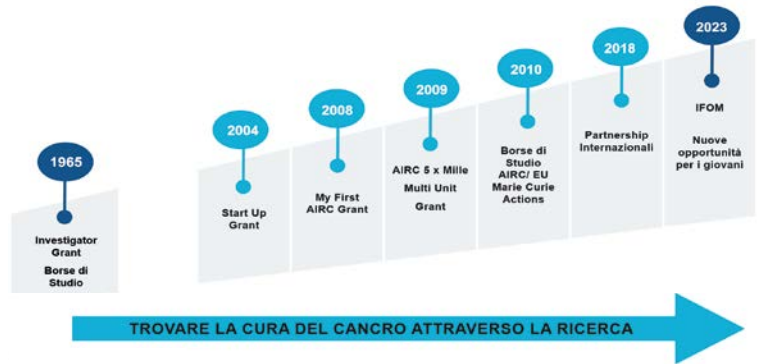 1965
Investigator
Grant
Borse di
Studio
2004
Start Up
Grant
2008
My First
AIRC Grant
2009
AIRC 5 x Mille
Multi Unit
Grant
2010
Borse di
Studio
AIRC/ EU
Marie Curie
Actions
2018
Partnership
Internazionali
2023
IFOM
Nuove
opportunità
per i giovani
TROVARE LA CURA DEL CANCRO ATTRAVERSO LA RICERCA